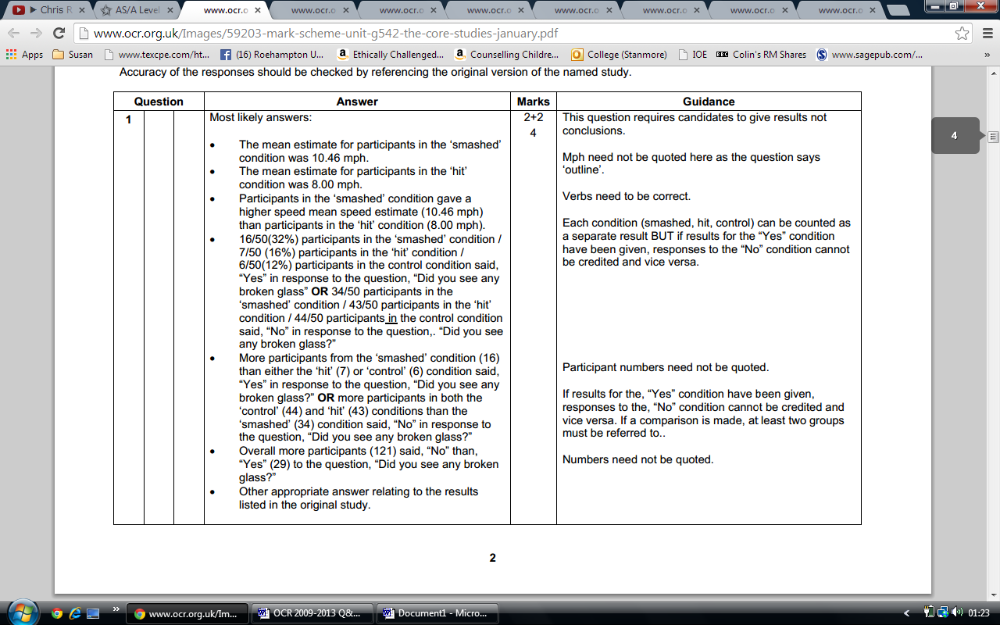 Chris R
AS/A Level
www.ocr.o
www.ocr.o
www.ocr.o
www.ocr.o
www.ocr.o
www.ocr.o
www.ocr.o
www.ocr.o
www.ocr.org.uk/Images/59203-mark-scheme-unit-g542-the-core-studies-january.pdf
Apps
Susan
www.texcpe.com/ht...
(16) Roehampton U...
Ethically Challenged...
Counselling Childre...
College (Stanmore)
IOE
Colin's RM Shares
www.sagepub.com/...
»
Accuracy of the responses should be checked by referencing the original version of the named study.
Question
Answer
Marks
Guidance
1
Most likely answers:
• The mean estimate for participants in the ‘smashed’
condition was 10.46 mph.
• The mean estimate for participants in the ‘hit’
condition was 8.00 mph.
• Participants in the ‘smashed’ condition gave a
higher speed mean speed estimate (10.46 mph)
than participants in the ‘hit’ condition (8.00 mph).
• 16/50(32%) participants in the ‘smashed’ condition /
7/50 (16%) participants in the ‘hit’ condition /
6/50(12%) participants in the control condition said,
“Yes” in response to the question, “Did you see any
broken glass” OR 34/50 participants in the
‘smashed’ condition / 43/50 participants in the ‘hit’
condition / 44/50 participants in the control condition
said, “No” in response to the question,. “Did you see
any broken glass?”
• More participants from the ‘smashed’ condition (16)
than either the ‘hit’ (7) or ‘control’ (6) condition said,
“Yes” in response to the question, “Did you see any
broken glass?” OR more participants in both the
‘control’ (44) and ‘hit’ (43) conditions than the
‘smashed’ (34) condition said, “No” in response to
the question, “Did you see any broken glass?”
• Overall more participants (121) said, “No” than,
“Yes” (29) to the question, “Did you see any broken
glass?”
• Other appropriate answer relating to the results
listed in the original study.
2+2
4
This question requires candidates to give results not
conclusions.
Mph need not be quoted here as the question says
‘outline’.
Verbs need to be correct.
Each condition (smashed, hit, control) can be counted as
a separate result BUT if results for the “Yes” condition
have been given, responses to the “No” condition cannot
be credited and vice versa.
Participant numbers need not be quoted.
If results for the, “Yes” condition have been given,
responses to the, “No” condition cannot be credited and
vice versa. If a comparison is made, at least two groups
must be referred to..
Numbers need not be quoted.
2
4
»
www.ocr.org.uk/Im...
OCR 2009-2013 Q&...
Document1 - Micro...
01:23